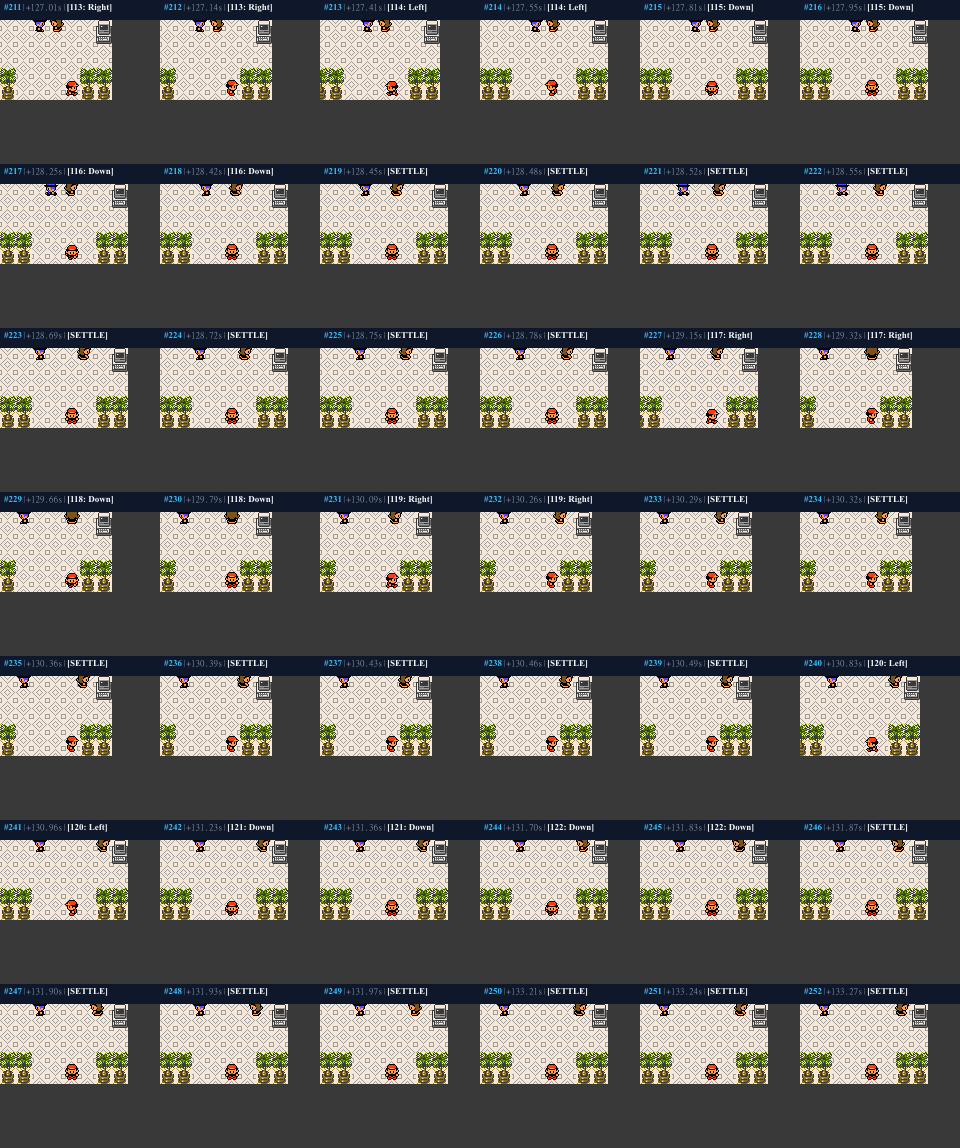 #211|+127.01s|[113: Right] #212|+127.14s|[113: Right] #213|+127.41s|[114: Left] #214|+127.55s|[114: Left] #215|+127.81s|[115: Down] #216|+127.95s|[115: Down]
#217|+128.25s|[116: Down] #218|+128.42s|[116: Down] #219|+128.45s|[SETTLE] #220|+128.48s|[SETTLE] #221|+128.52s|[SETTLE] #222|+128.55s|[SETTLE]
#223|+128.69s|[SETTLE] #224|+128.72s|[SETTLE] #225|+128.75s|[SETTLE] #226|+128.78s|[SETTLE] #227|+129.15s|[117: Right] #228|+129.32s|[117: Right]
#229|+129.66s|[118: Down] #230|+129.79s|[118: Down] #231|+130.09s|[119: Right] #232|+130.26s|[119: Right] #233|+130.29s|[SETTLE] #234|+130.32s|[SETTLE]
#235|+130.36s|[SETTLE] #236|+130.39s|[SETTLE] #237|+130.43s|[SETTLE] #238|+130.46s|[SETTLE] #239|+130.49s|[SETTLE] #240|+130.83s|[120: Left]
#241|+130.96s|[120: Left] #242|+131.23s|[121: Down] #243|+131.36s|[121: Down] #244|+131.70s|[122: Down] #245|+131.83s|[122: Down] #246|+131.87s|[SETTLE]
#247|+131.90s|[SETTLE] #248|+131.93s|[SETTLE] #249|+131.97s|[SETTLE] #250|+133.21s|[SETTLE] #251|+133.24s|[SETTLE] #252|+133.27s|[SETTLE]